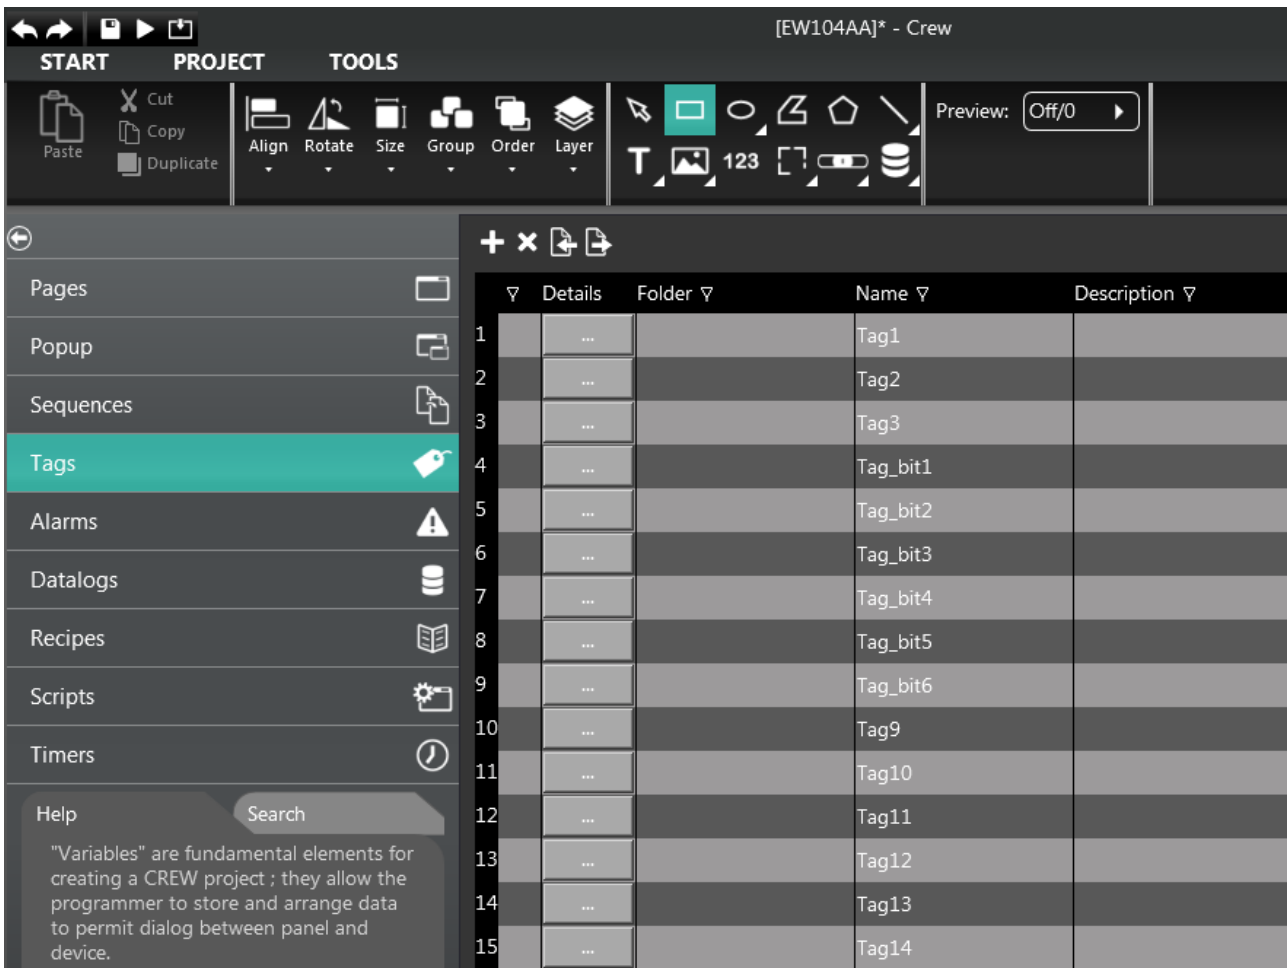 [EW104AA]* - Crew
START PROJECT TOOLS
Paste
Cut
Copy
Duplicate
Align Rotate Size Group Order Layer
T 123
Preview: Off/0
Pages
Popup
Sequences
Tags
Alarms
Datalogs
Recipes
Scripts
Timers
Help Search
"Variables" are fundamental elements for
creating a CREW project ; they allow the
programmer to store and arrange data
to permit dialog between panel and
device.
Details Folder Name Description
1 ... Tag1
2 ... Tag2
3 ... Tag3
4 ... Tag_bit1
5 ... Tag_bit2
6 ... Tag_bit3
7 ... Tag_bit4
8 ... Tag_bit5
9 ... Tag_bit6
10 ... Tag9
11 ... Tag10
12 ... Tag11
13 ... Tag12
14 ... Tag13
15 ... Tag14